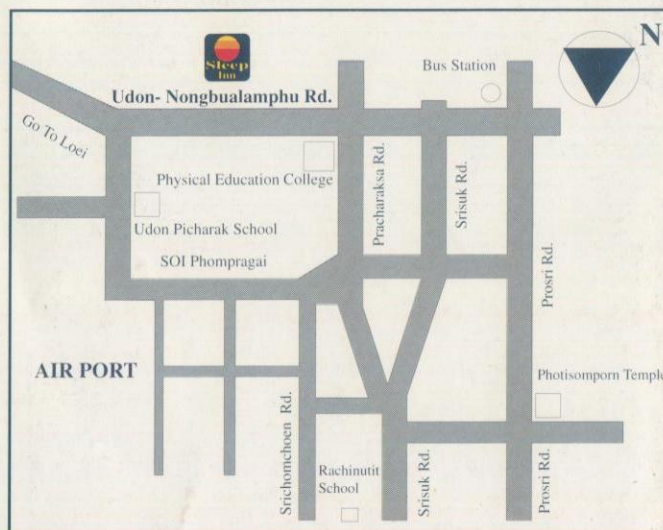 N
Sleep
Inn
Bus Station
Udon- Nongbualamphu Rd.
Go To Loei
Physical Education College
Pracharaksa Rd.
Srisuk Rd.
Udon Picharak School
SOI Phompragai
Prosri Rd.
AIR PORT
Photisomporn Temple
Srichomchoen Rd.
Rachinutit
School
Srisuk Rd.
Prosri Rd.